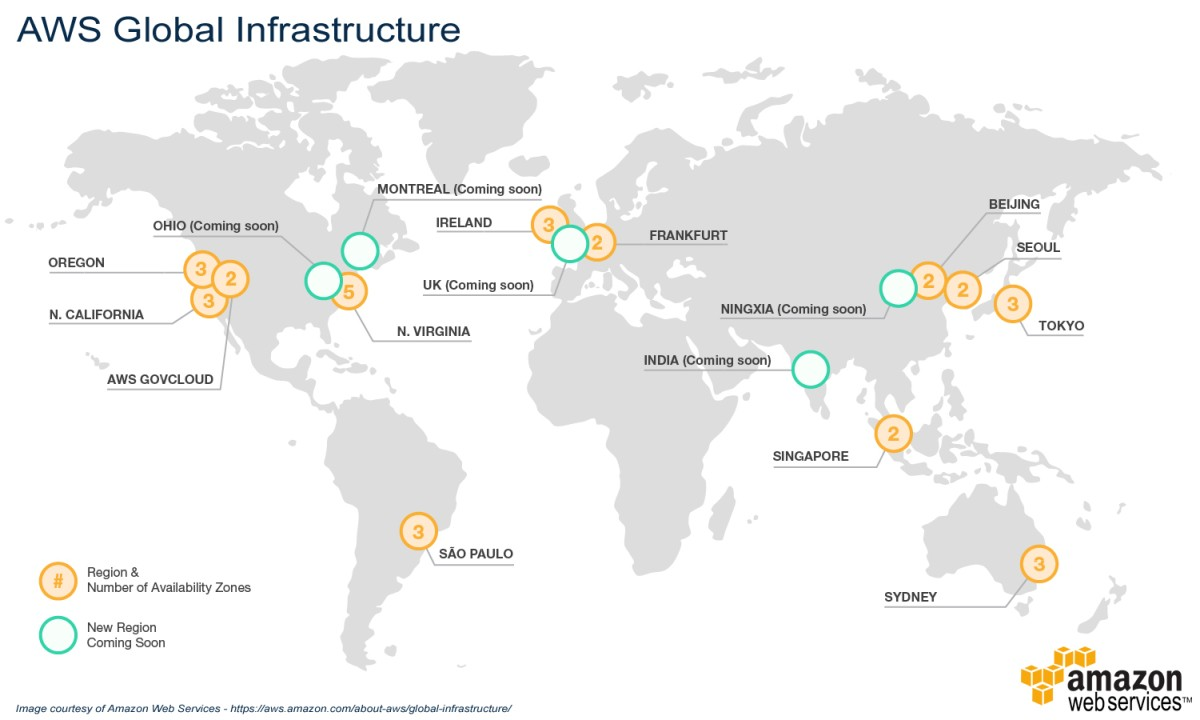 AWS Global Infrastructure
MONTREAL (Coming soon)
OHIO (Coming soon)
IRELAND
3
BEIJING
FRANKFURT
2
SEOUL
OREGON
3
2
UK (Coming soon)
2
2
N. CALIFORNIA
3
5
NINGXIA (Coming soon)
3
N. VIRGINIA
TOKYO
INDIA (Coming soon)
AWS GOVCLOUD
2
SINGAPORE
3
SÃO PAULO
3
SYDNEY
#
Region &
Number of Availability Zones
New Region
Coming Soon
amazon
web services™
Image courtesy of Amazon Web Services - https://aws.amazon.com/about-aws/global-infrastructure/